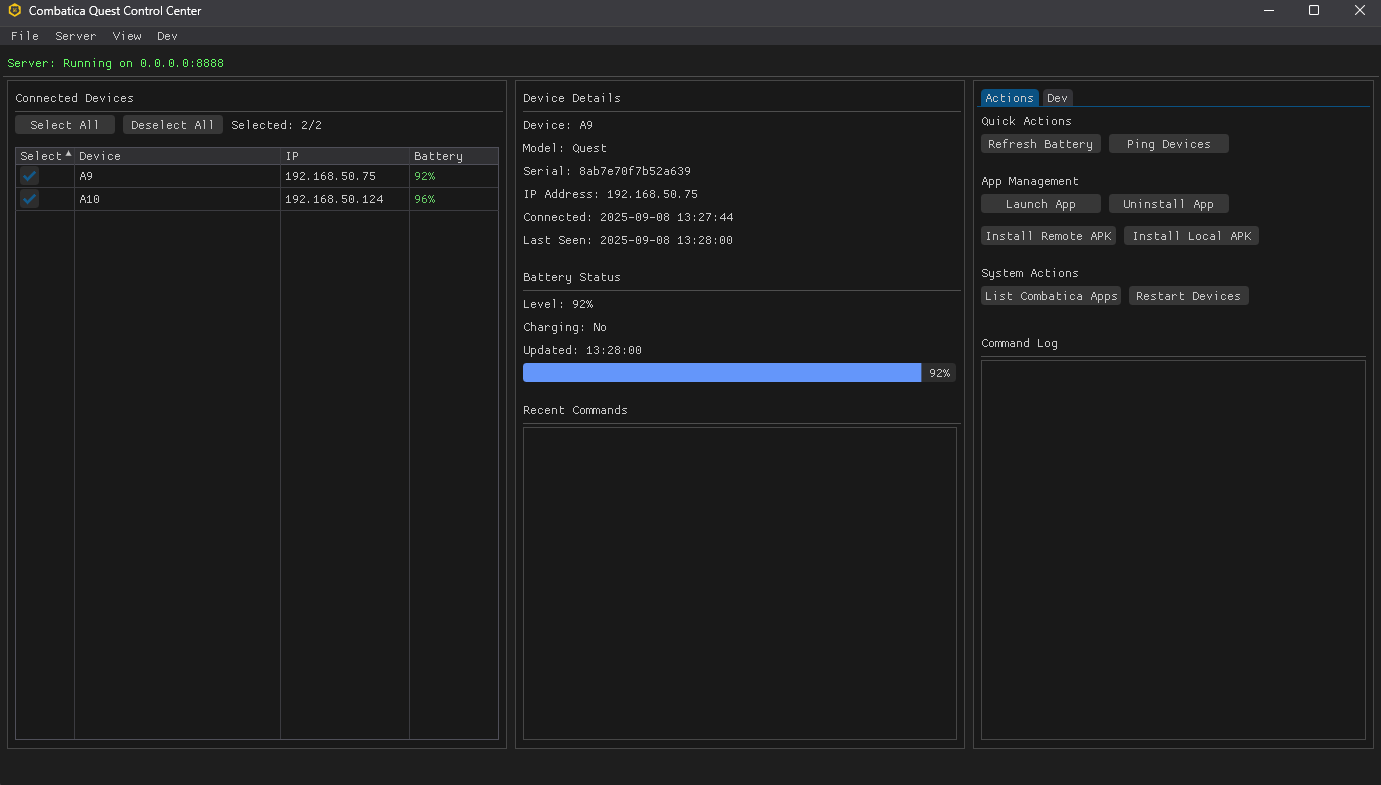 Combatica Quest Control Center
File Server View Dev
Server: Running on 0.0.0.0:8888
Connected Devices
Select All Deselect All Selected: 2/2
Select Device IP Battery
A9 192.168.50.75 92%
A10 192.168.50.124 96%
Device Details
Device: A9
Model: Quest
Serial: 8ab7e70f7b52a639
IP Address: 192.168.50.75
Connected: 2025-09-08 13:27:44
Last Seen: 2025-09-08 13:28:00
Battery Status
Level: 92%
Charging: No
Updated: 13:28:00
92%
Recent Commands
Actions Dev
Quick Actions
Refresh Battery Ping Devices
App Management
Launch App Uninstall App
Install Remote APK Install Local APK
System Actions
List Combatica Apps Restart Devices
Command Log